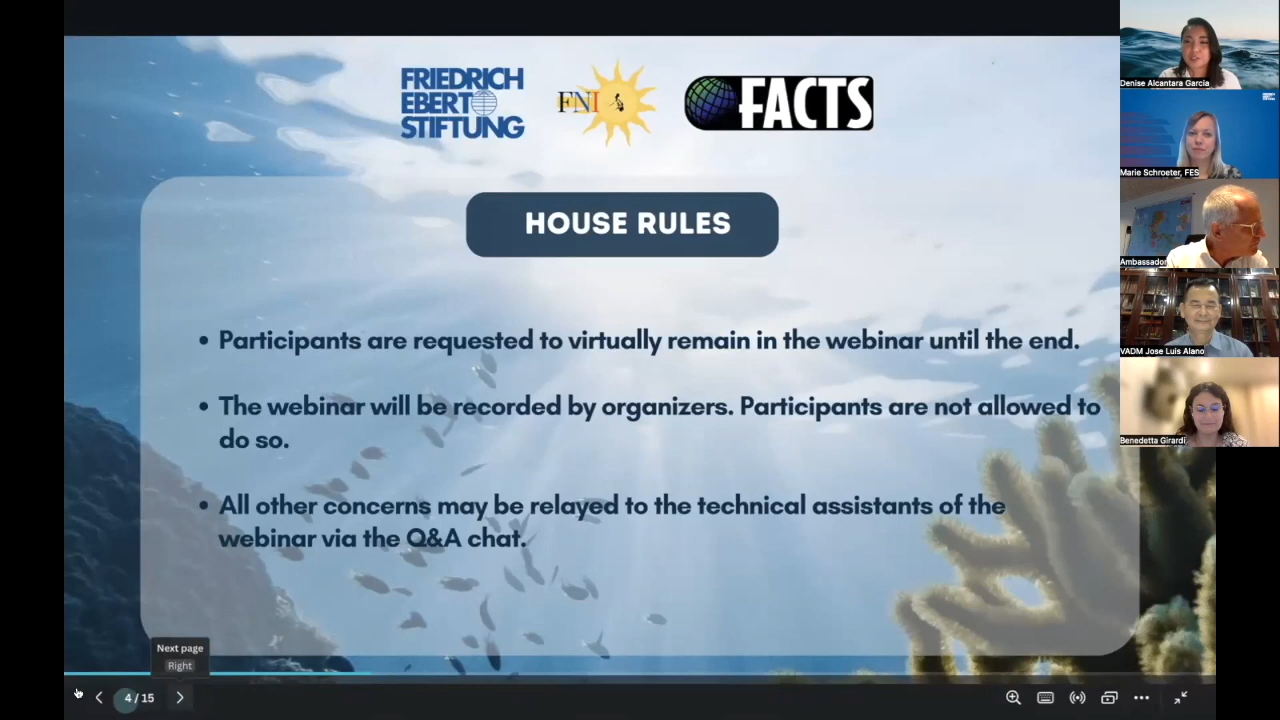 FRIEDRICH
EBERT
STIFTUNG
FNI
FACTS
HOUSE RULES
• Participants are requested to virtually remain in the webinar until the end.
• The webinar will be recorded by organizers. Participants are not allowed to
do so.
• All other concerns may be relayed to the technical assistants of the
webinar via the Q&A chat.
Next page
Right
4 / 15
Denise Alcantara Garcia
Marie Schroeter, FES
Ambassador
VADM Jose Luis Alano
Benedetta Girardi